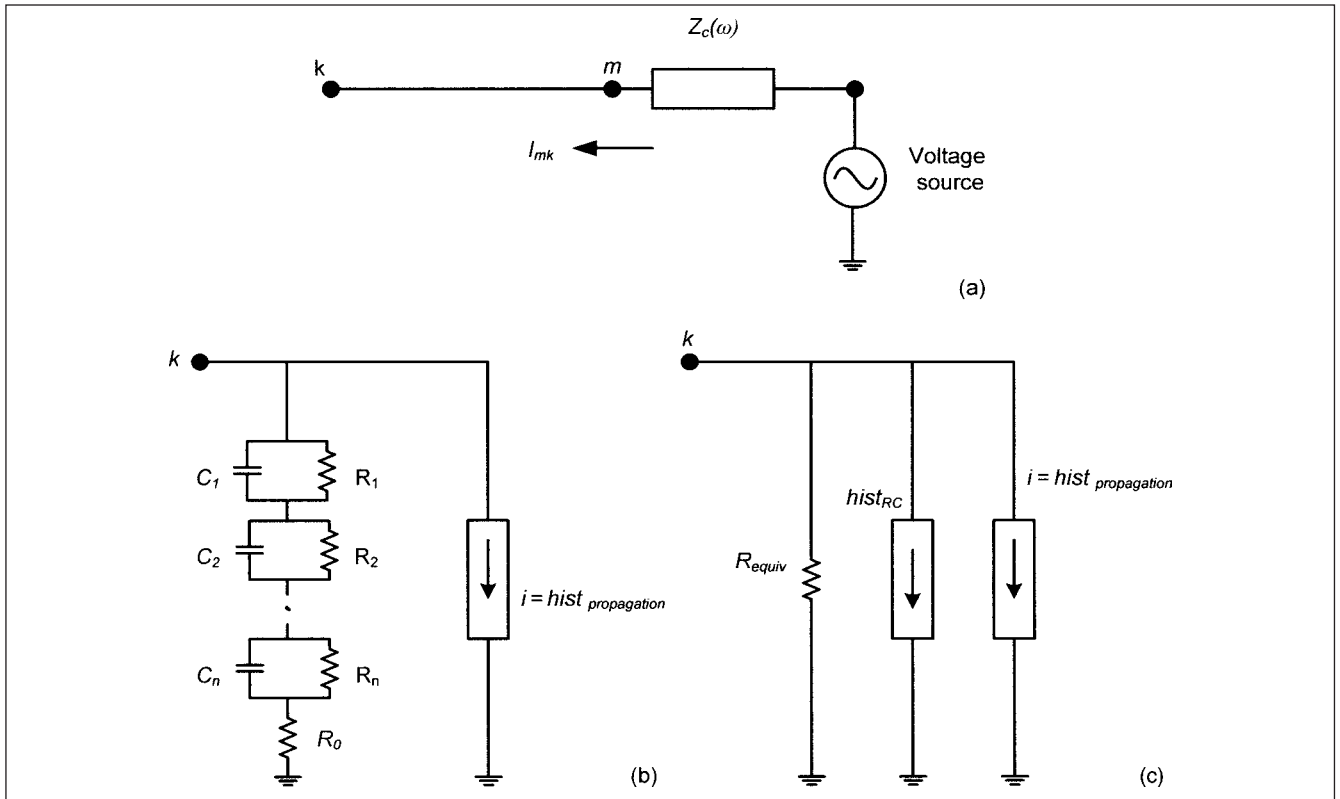 Z_c(ω)
k
m
I_mk
Voltage
source
(a)
k
C_1
R_1
C_2
R_2
i = hist propagation
C_n
R_n
R_0
(b)
k
i = hist propagation
hist_RC
R_equiv
(c)